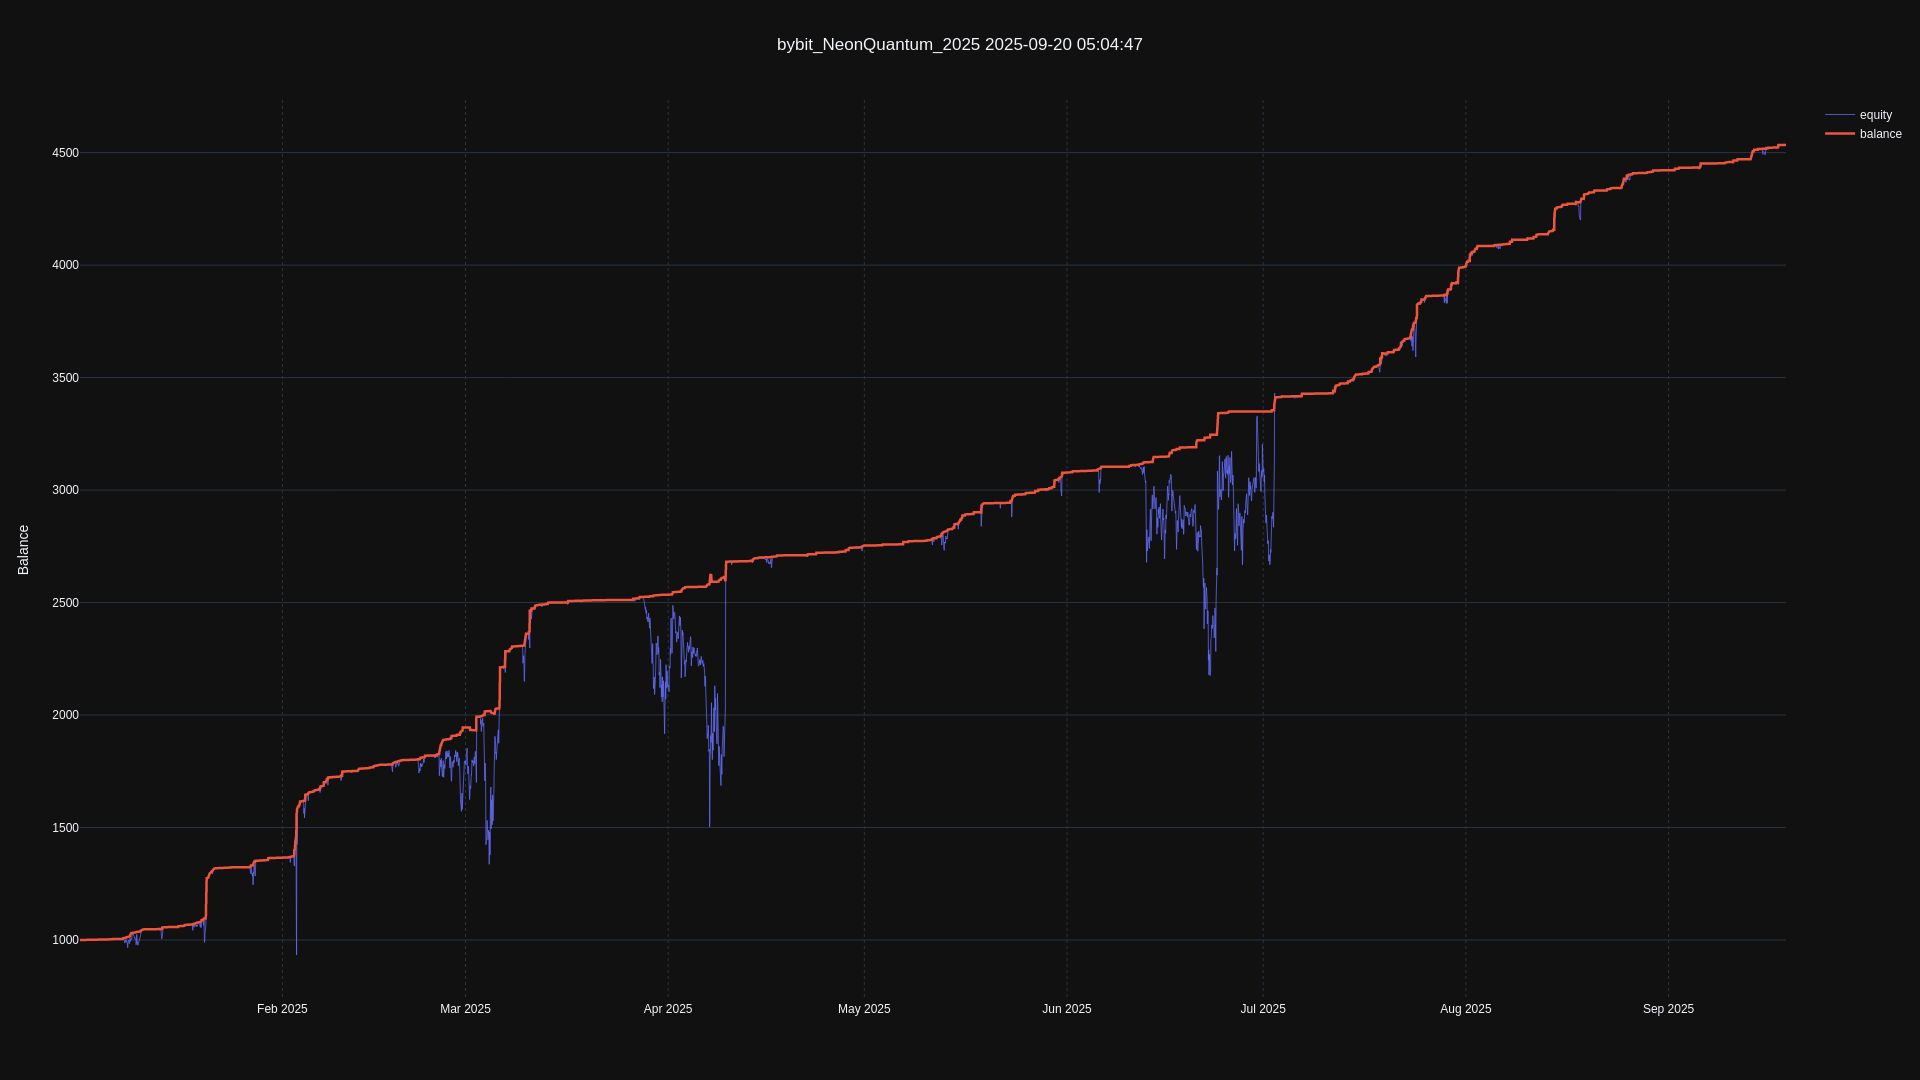 bybit_NeonQuantum_2025 2025-09-20 05:04:47
equity
balance
Balance
4500
4000
3500
3000
2500
2000
1500
1000
Feb 2025
Mar 2025
Apr 2025
May 2025
Jun 2025
Jul 2025
Aug 2025
Sep 2025